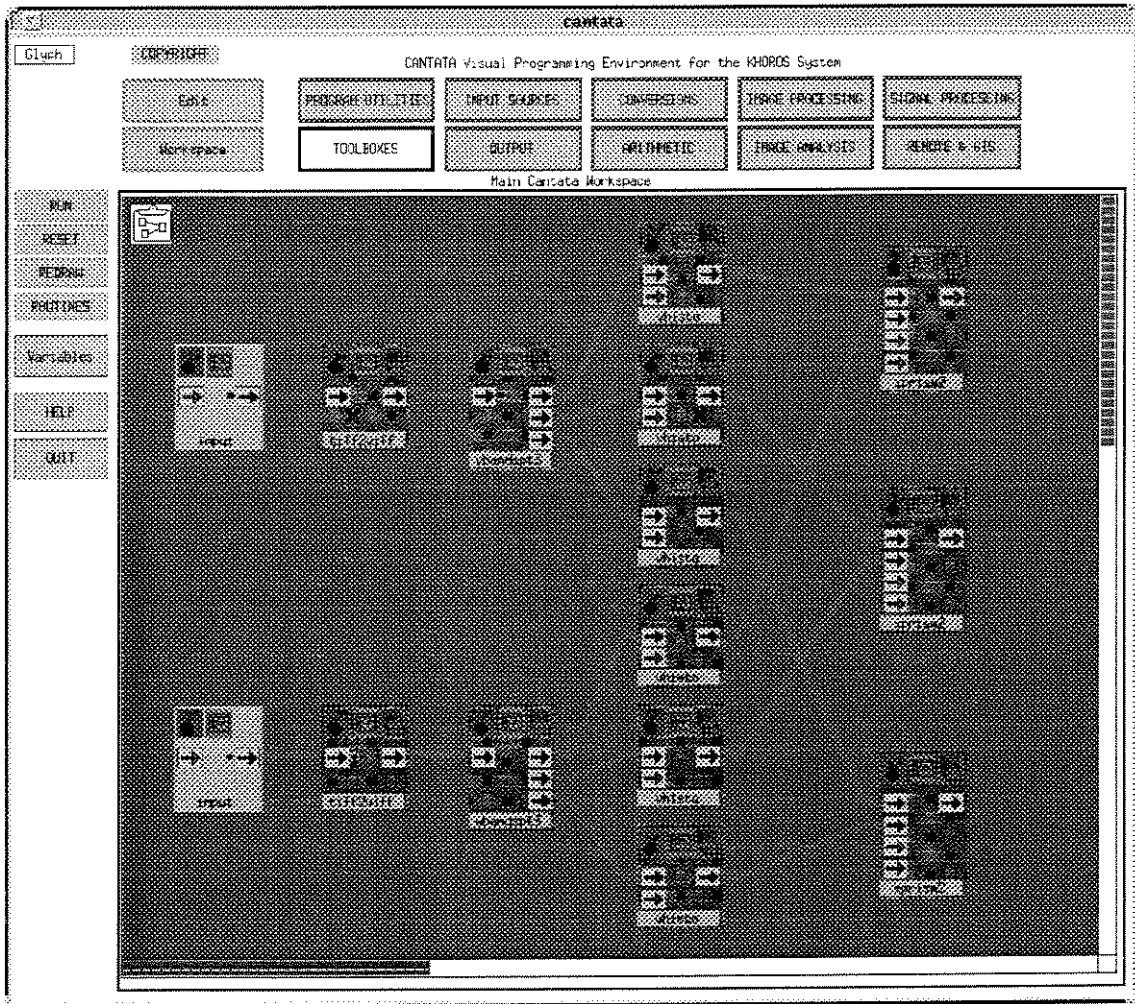 cantata
Glyph
COPYRIGHT
CANTATA Visual Programming Environment for the KHOROS System
Edit
PROGRAM UTILITIES
INPUT SOURCES
CONVERSIONS
IMAGE PROCESSING
SIGNAL PROCESSING
Workspace
TOOLBOXES
OUTPUT
ARITHMETIC
IMAGE ANALYSIS
REMOTE & GIS
Main Cantata Workspace
RUN
RESET
REDRAW
ROUTINES
Variables
HELP
QUIT
input
tiff2viff
input
tiff2viff